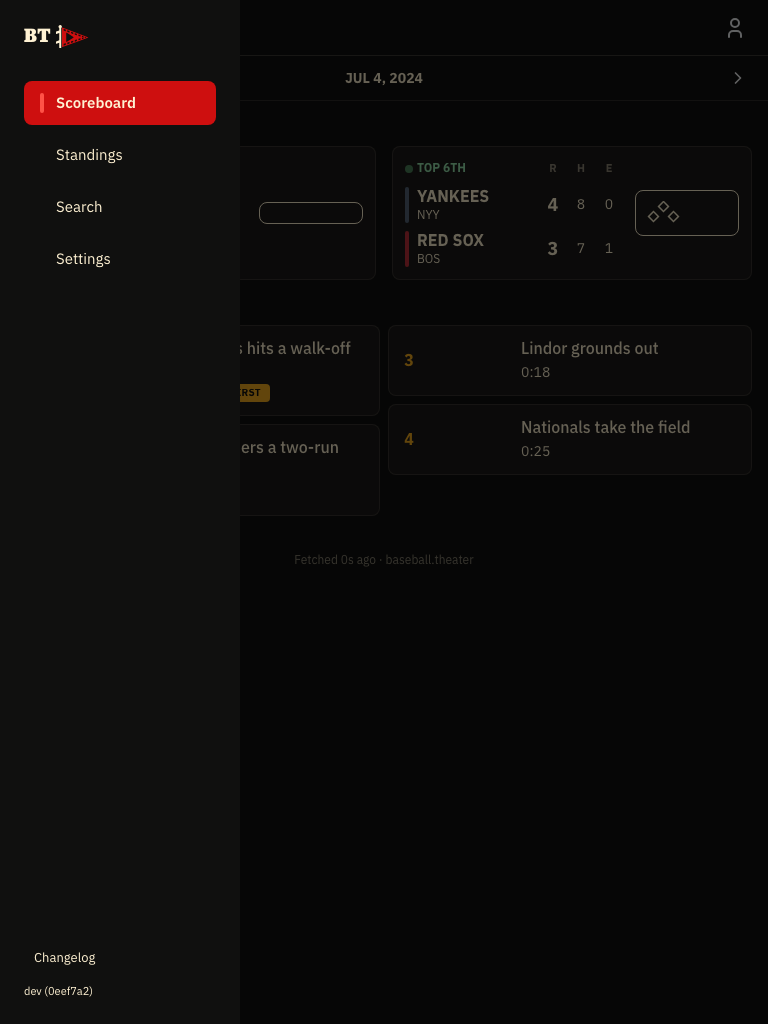 BT
Scoreboard
Standings
Search
Settings
Changelog
dev (0eef7a2)
JUL 4, 2024
TOP 6TH R H E
YANKEES
NYY
4 8 0
RED SOX
BOS
3 7 1
hits a walk-off
3 Lindor grounds out
0:18
a two-run
4 Nationals take the field
0:25
Fetched 0s ago · baseball.theater